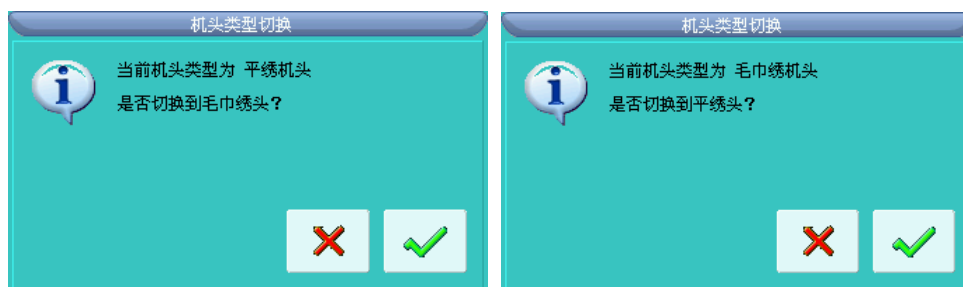 机头类型切换
当前机头类型为 平绣机头
是否切换到毛巾绣头？
机头类型切换
当前机头类型为 毛巾绣机头
是否切换到平绣头？